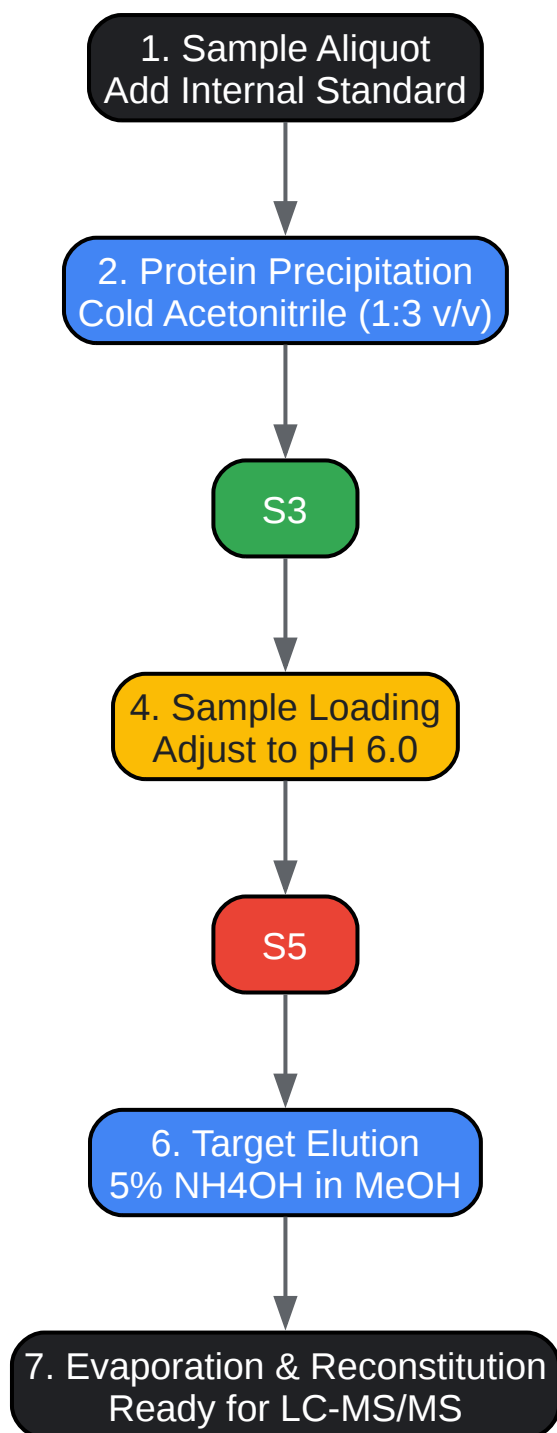 1. Sample Aliquot
Add Internal Standard
2. Protein Precipitation
Cold Acetonitrile (1:3 v/v)
S3
4. Sample Loading
Adjust to pH 6.0
S5
6. Target Elution
5% NH4OH in MeOH
7. Evaporation & Reconstitution
Ready for LC-MS/MS